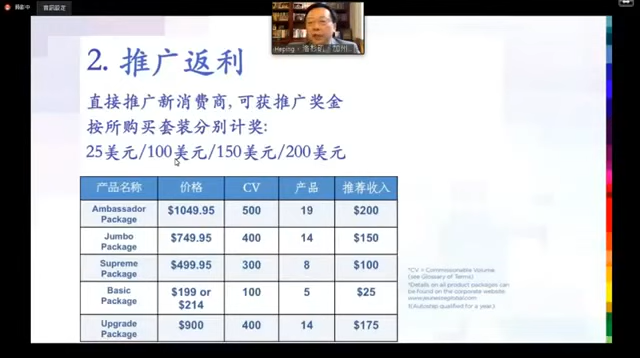 Heping
2. 推广返利
直接推广新消费商，可获推广奖金
按所购买套装分别计奖:
25美元/100美元/150美元/200美元
产品名称 价格 CV 产品 推荐收入
Ambassador Package $1049.95 500 19 $200
Jumbo Package $749.95 400 14 $150
Supreme Package $499.95 300 8 $100
Basic Package $199 or $214 100 5 $25
Upgrade Package $900 400 14 $175
*CV = Commissionable Volume
(see Glossary of Terms)
*Details on all product packages can
be found on the corporate website,
www.jeunesseglobal.com
(Autoship qualified for a year)